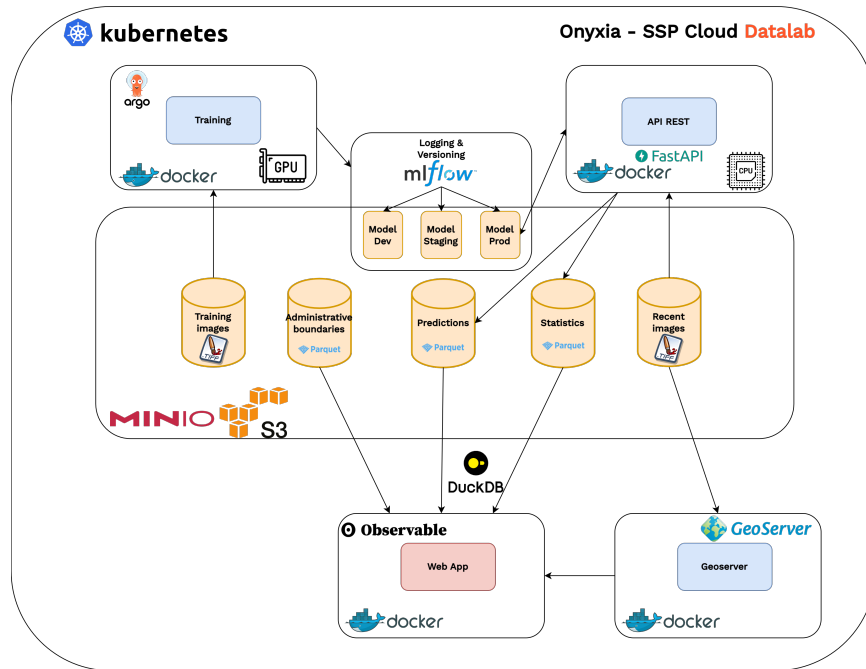 kubernetes
Onyxia - SSP Cloud Datalab
argo
Training
GPU
docker
Logging &
Versioning
mlflow
Model
Dev
Model
Staging
Model
Prod
API REST
FastAPI
docker
CPU
Training
images
TIFF
Administrative
boundaries
Parquet
Predictions
Parquet
Statistics
Parquet
Recent
images
TIFF
MINIO
S3
DuckDB
Observable
Web App
docker
GeoServer
Geoserver
docker